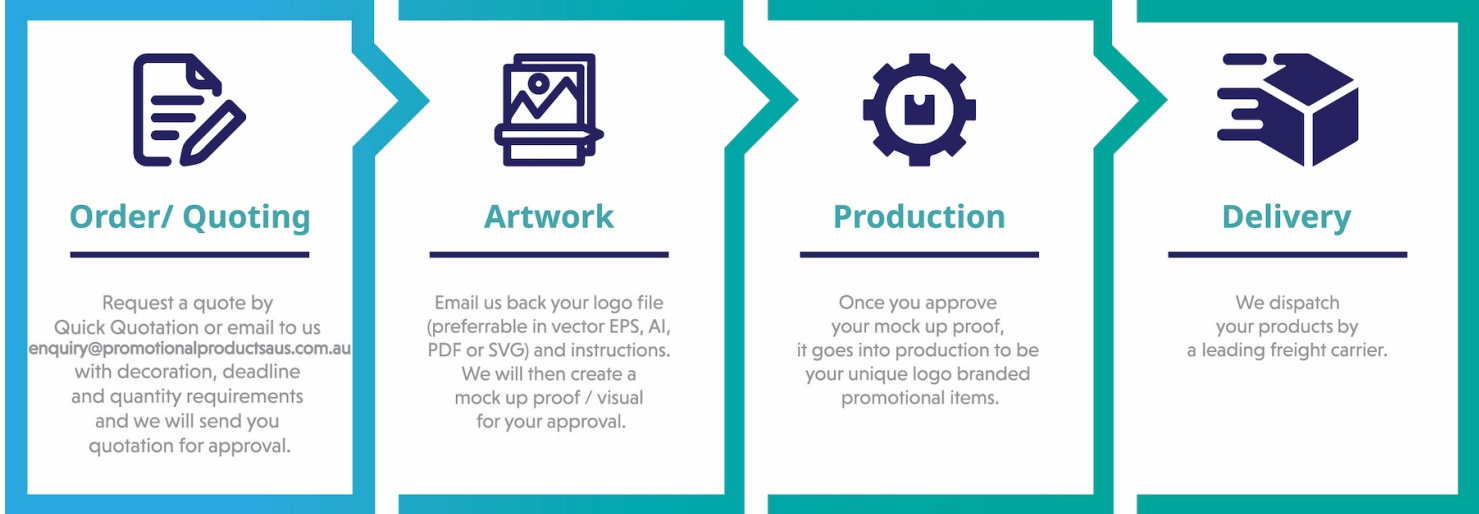 Order/ Quoting
Request a quote by
Quick Quotation or email to us
enquiry@promotionalproductsaus.com.au
with decoration, deadline
and quantity requirements
and we will send you
quotation for approval.
Artwork
Email us back your logo file
(preferrable in vector EPS, AI,
PDF or SVG) and instructions.
We will then create a
mock up proof / visual
for your approval.
Production
Once you approve
your mock up proof,
it goes into production to be
your unique logo branded
promotional items.
Delivery
We dispatch
your products by
a leading freight carrier.